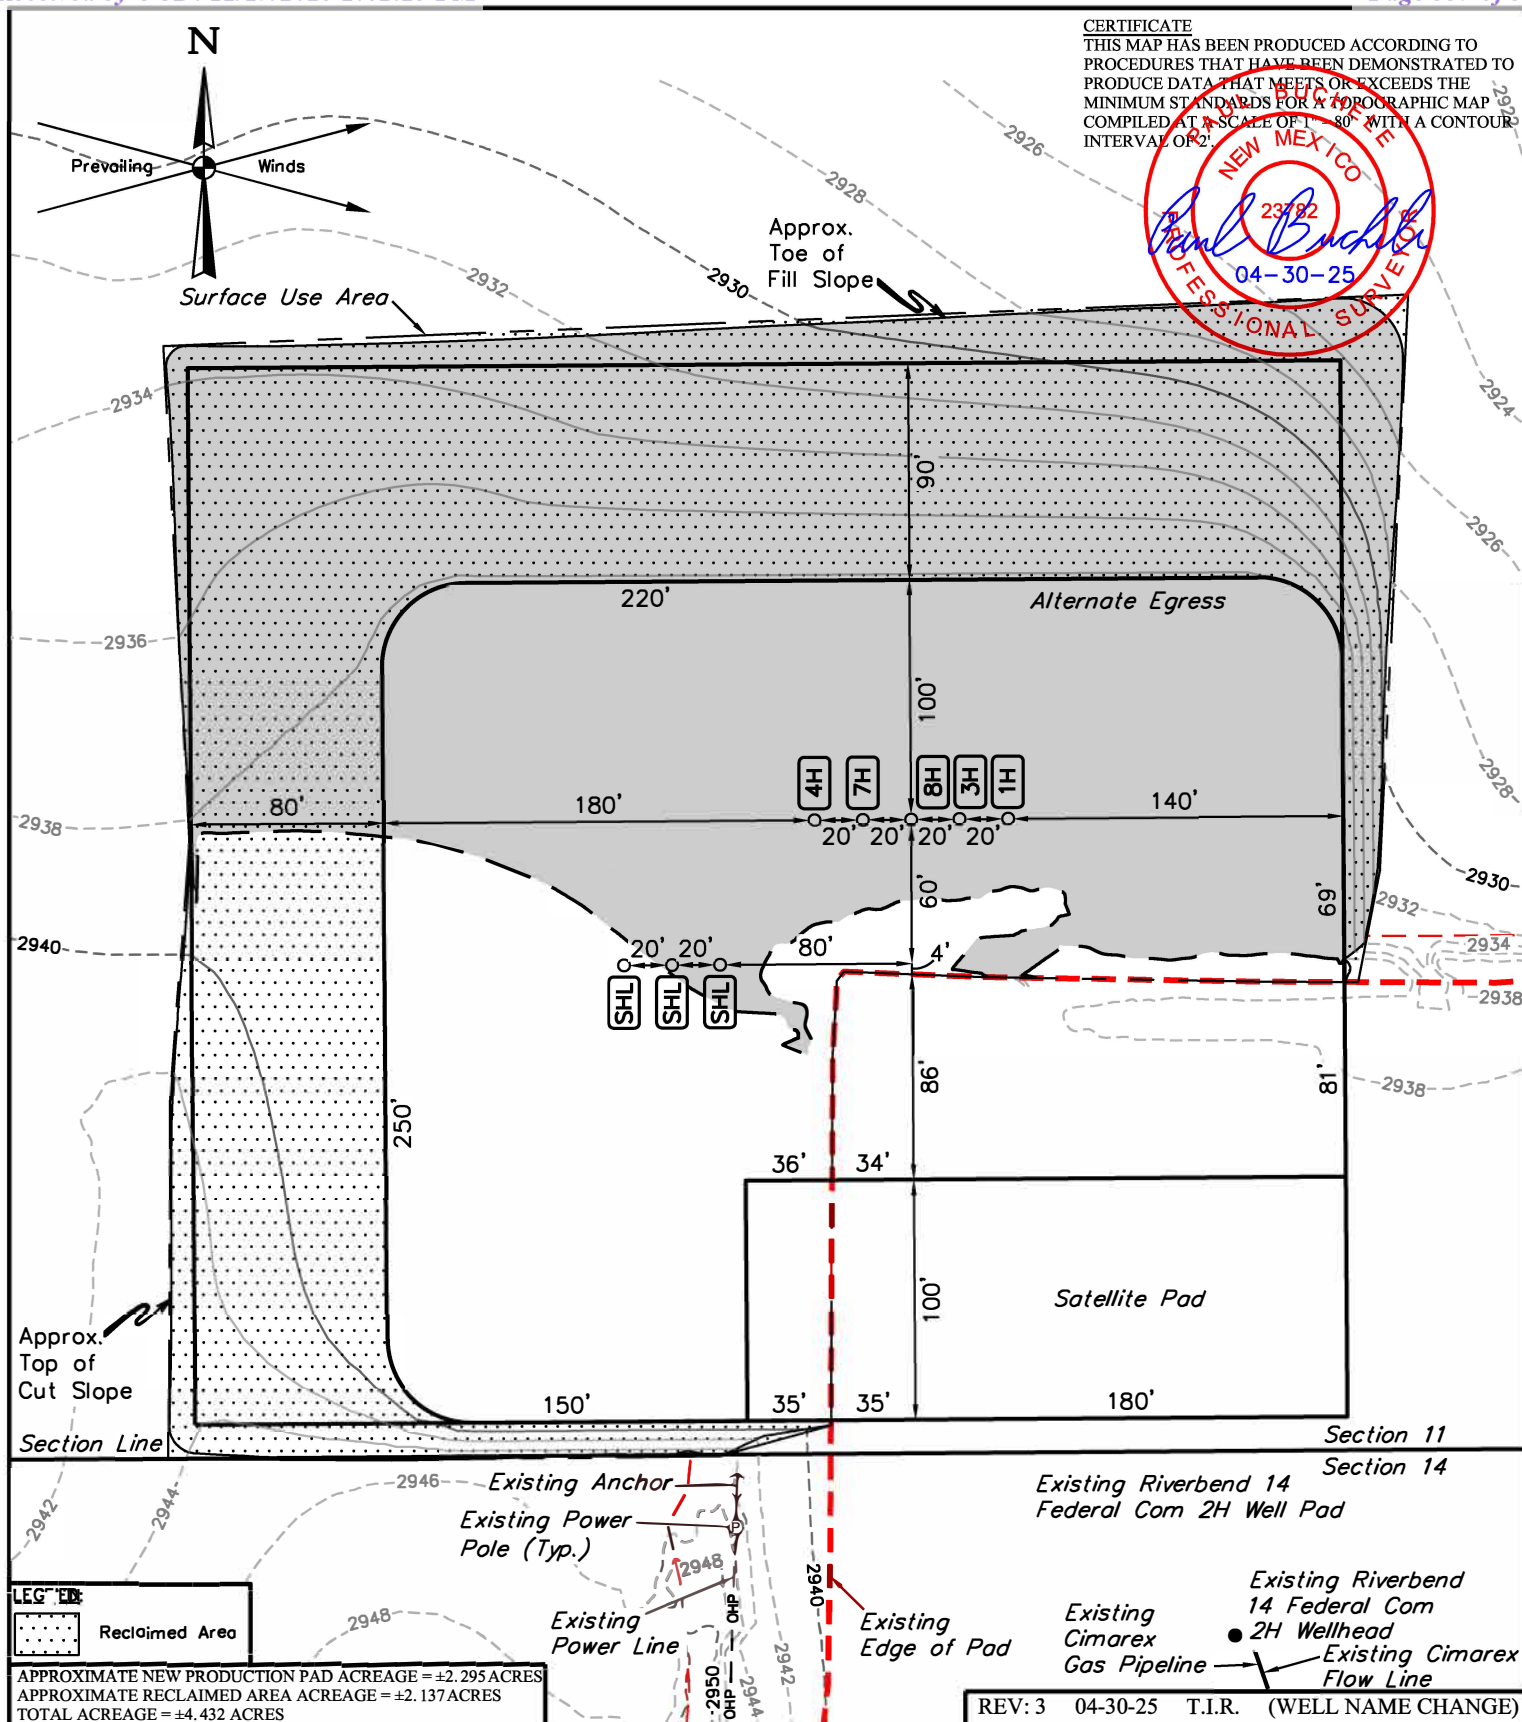 CERTIFICATE
THIS MAP HAS BEEN PRODUCED ACCORDING TO
PROCEDURES THAT HAVE BEEN DEMONSTRATED TO
PRODUCE DATA THAT MEETS OR EXCEEDS THE
MINIMUM STANDARDS FOR A TOPOGRAPHIC MAP
COMPILED AT A SCALE OF 1" = 80' WITH A CONTOUR
INTERVAL OF 2'.
PAUL BUCHELE
NEW MEXICO
23782
04-30-25
PROFESSIONAL SURVEYOR
N
Prevailing Winds
Surface Use Area
Approx.
Toe of
Fill Slope
2926
2928
2930
2932
2934
2936
2938
2940
2922
2924
2926
2928
2930
2932
2934
2938
2938
90'
220'
Alternate Egress
100'
4H 7H 8H 3H 1H
80'
180'
140'
20' 20' 20' 20'
60'
69'
20' 20'
80'
4'
SHL SHL SHL
86'
81'
250'
36' 34'
100'
Satellite Pad
Approx.
Top of
Cut Slope
150'
35' 35'
180'
Section Line
Section 11
Section 14
2942
2944
2946
2948
2948
2940
2942
2944
2950
OHP
OHP
P
Existing Anchor
Existing Power
Pole (Typ.)
Existing
Power Line
Existing
Edge of Pad
Existing Riverbend 14
Federal Com 2H Well Pad
Existing Riverbend
14 Federal Com
2H Wellhead
Existing
Cimarex
Gas Pipeline
Existing Cimarex
Flow Line
Reclaimed Area
APPROXIMATE NEW PRODUCTION PAD ACREAGE = ±2.295 ACRES
APPROXIMATE RECLAIMED AREA ACREAGE = ±2.137 ACRES
TOTAL ACREAGE = ±4.432 ACRES
REV: 3 04-30-25 T.I.R. (WELL NAME CHANGE)